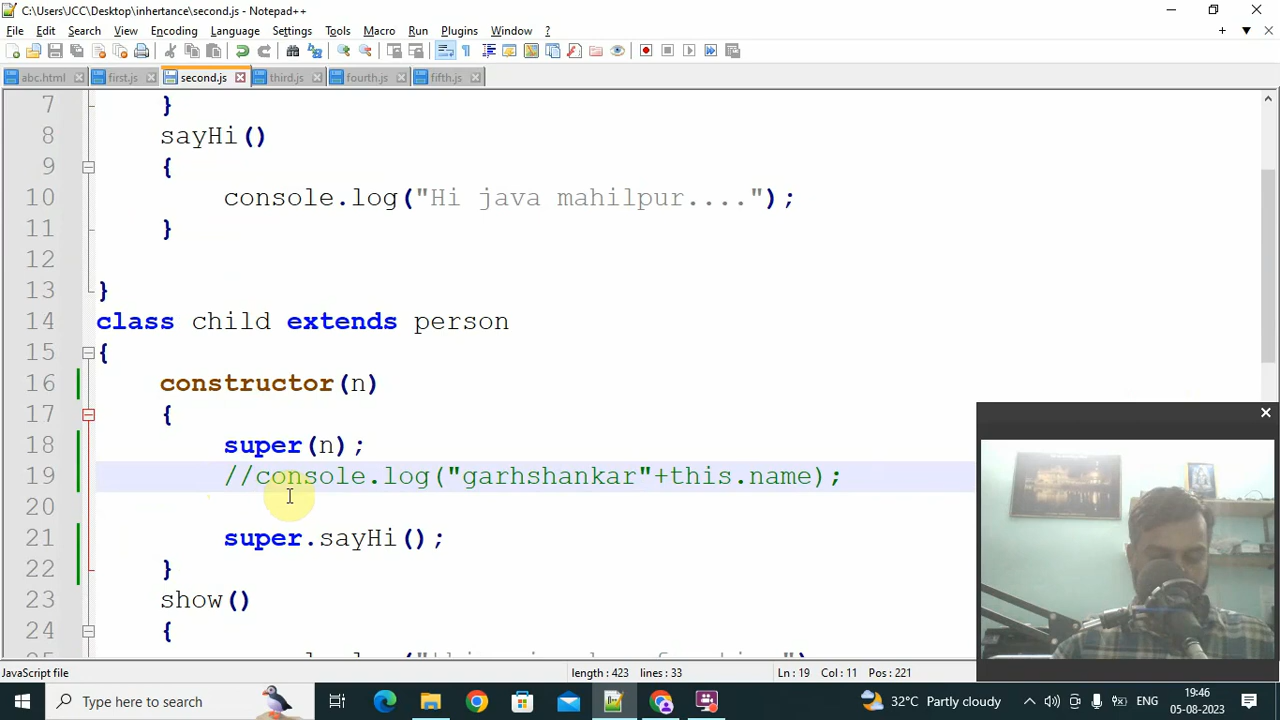 C:\Users\JCC\Desktop\inhertance\second.js - Notepad++
File Edit Search View Encoding Language Settings Tools Macro Run Plugins Window ?
abc.html first.js second.js third.js fourth.js fifth.js
7 }
8 sayHi()
9 {
10 console.log("Hi java mahilpur....");
11 }
12
13 }
14 class child extends person
15 {
16 constructor(n)
17 {
18 super(n);
19 //console.log("garhshankar"+this.name);
20
21 super.sayHi();
22 }
23 show()
24 {
JavaScript file length : 423 lines : 33 Ln : 19 Col : 11 Pos : 221
Type here to search 32°C Partly cloudy ENG 19:46
05-08-2023